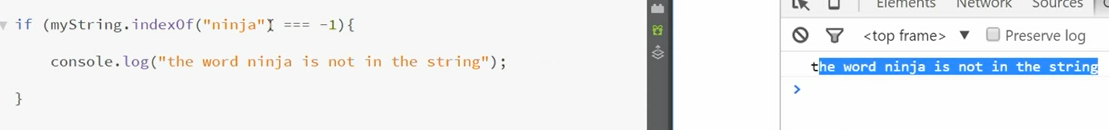 if (myString.indexOf("ninja") === -1){
console.log("the word ninja is not in the string");
}
Elements Network Sources
<top frame> ▼ Preserve log
the word ninja is not in the string
>